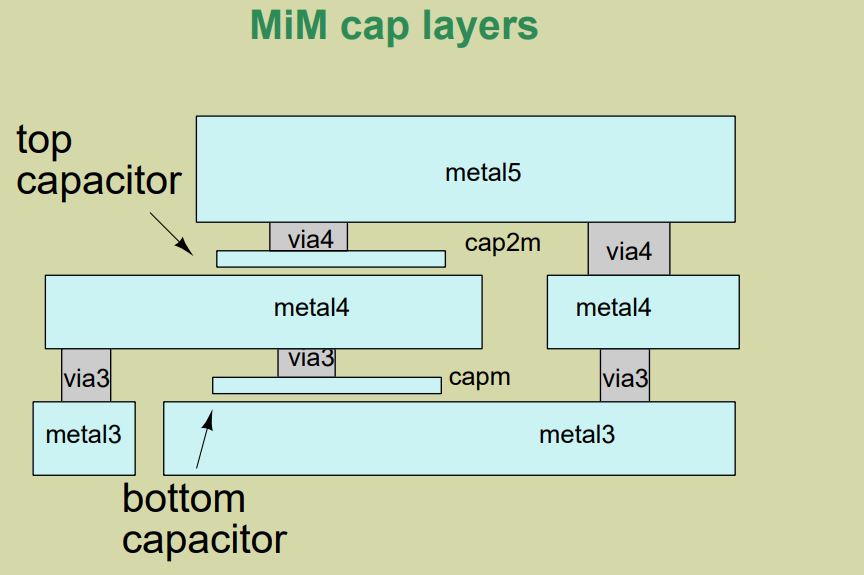 MiM cap layers
top
capacitor
metal5
via4
cap2m
via4
metal4
metal4
via3
via3
capm
via3
metal3
metal3
bottom
capacitor